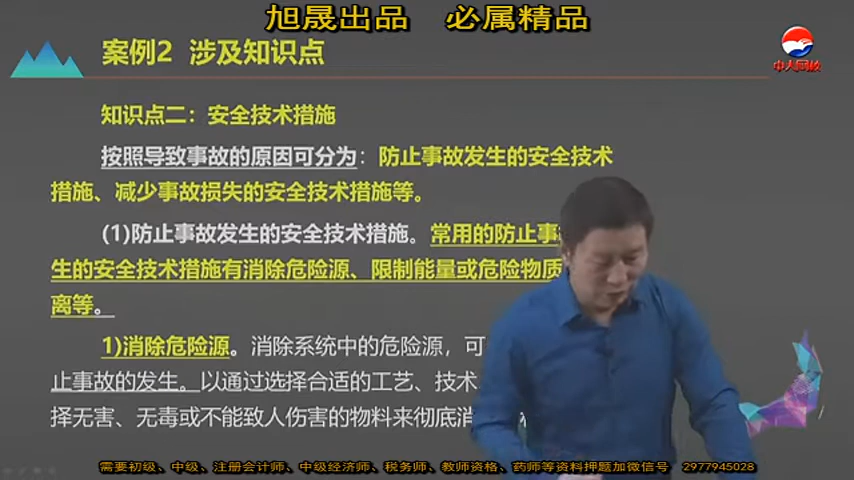 旭晟出品 必属精品
案例2 涉及知识点
中大网校
知识点二：安全技术措施
按照导致事故的原因可分为：防止事故发生的安全技术
措施、减少事故损失的安全技术措施等。
(1)防止事故发生的安全技术措施。常用的防止事
生的安全技术措施有消除危险源、限制能量或危险物质
离等。
1)消除危险源。消除系统中的危险源，可
止事故的发生。以通过选择合适的工艺、技术
择无害、无毒或不能致人伤害的物料来彻底消
需要初级、中级、注册会计师、中级经济师、税务师、教师资格、药师等资料押题加微信号 2977945028